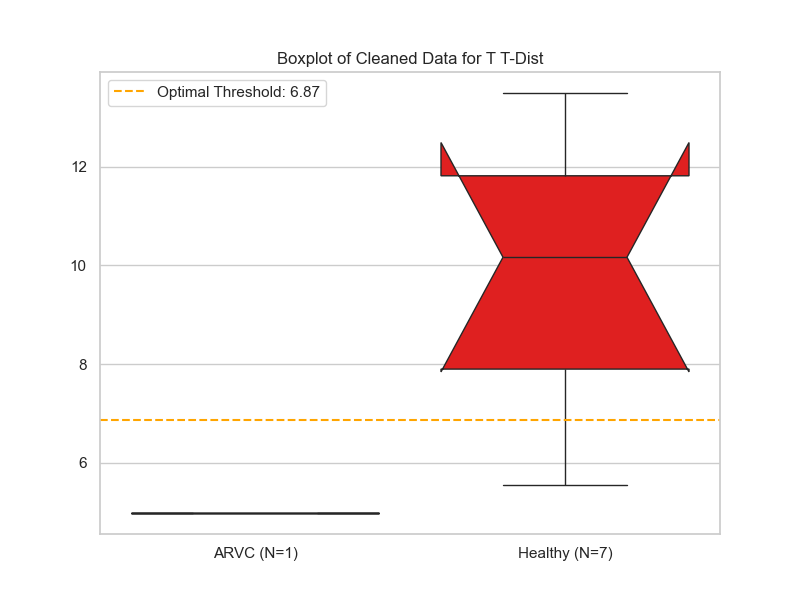 Boxplot of Cleaned Data for T T-Dist
Optimal Threshold: 6.87
12
10
8
6
ARVC (N=1)
Healthy (N=7)